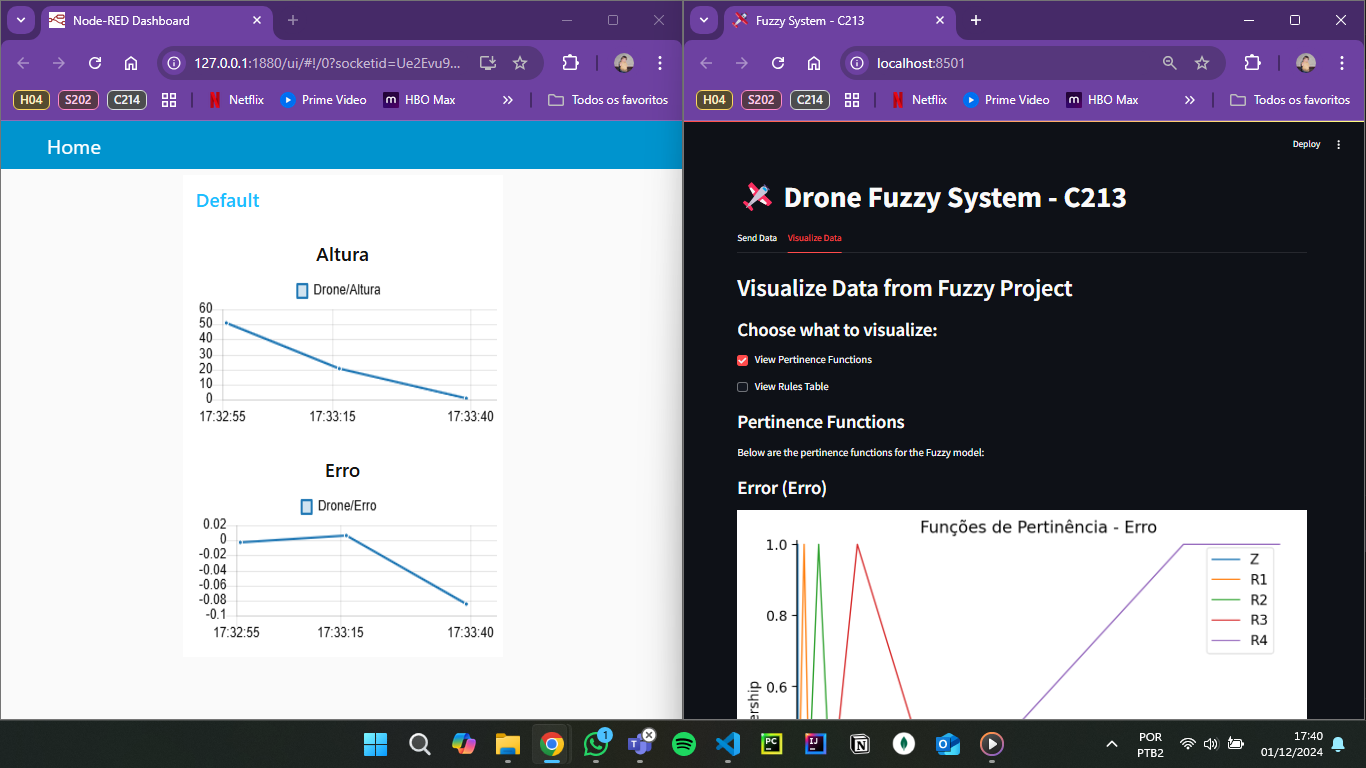 Node-RED Dashboard
127.0.0.1:1880/ui/#!/0?socketid=Ue2Evu9...
H04 S202 C214 Netflix Prime Video HBO Max » Todos os favoritos
Home
Default
Altura
Drone/Altura
60
50
40
30
20
10
0
17:32:55 17:33:15 17:33:40
Erro
Drone/Erro
0.02
0
-0.02
-0.04
-0.06
-0.08
-0.1
17:32:55 17:33:15 17:33:40
Fuzzy System - C213
localhost:8501
H04 S202 C214 Netflix Prime Video HBO Max » Todos os favoritos
Deploy
Drone Fuzzy System - C213
Send Data Visualize Data
Visualize Data from Fuzzy Project
Choose what to visualize:
View Pertinence Functions
View Rules Table
Pertinence Functions
Below are the pertinence functions for the Fuzzy model:
Error (Erro)
Funções de Pertinência - Erro
1.0
0.8
0.6
Z
R1
R2
R3
R4
1
PC
IJ
POR
PTB2
17:40
01/12/2024